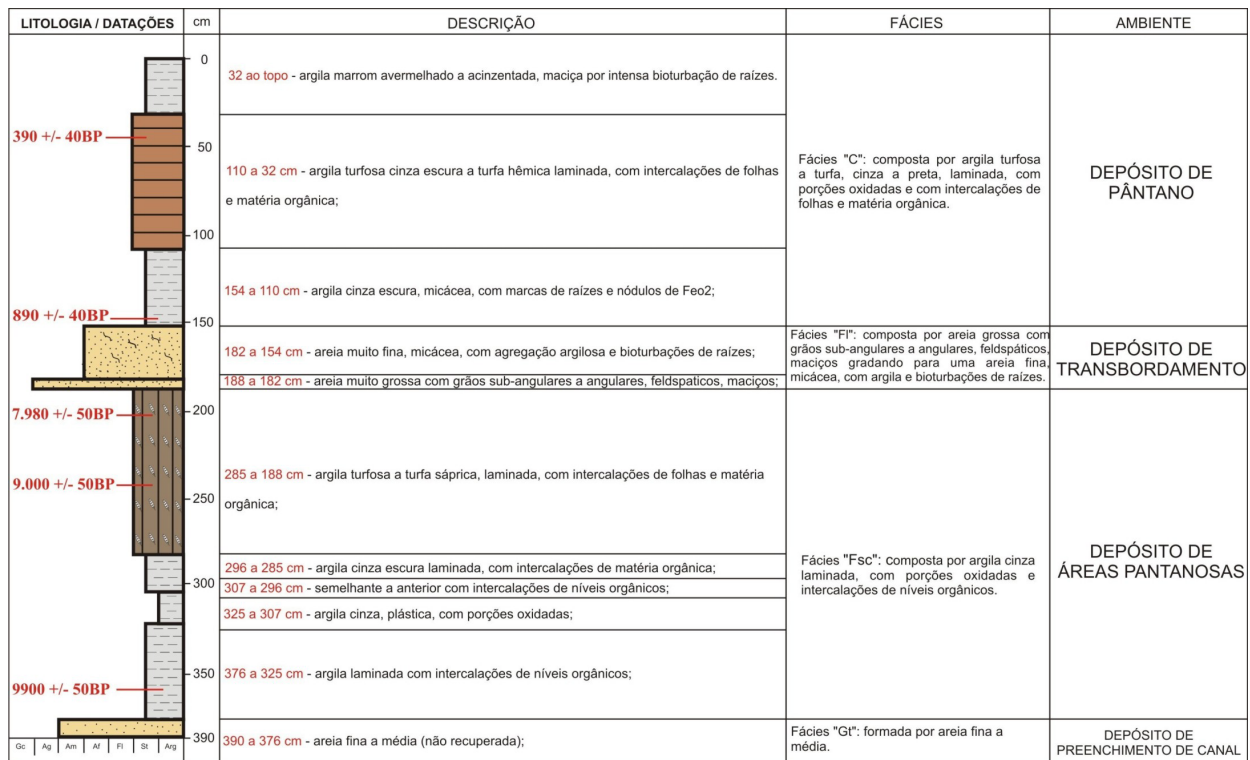 LITOLOGIA / DATAÇÕES
cm
DESCRIÇÃO
FÁCIES
AMBIENTE
0
32 ao topo - argila marrom avermelhado a acinzentada, maciça por intensa bioturbação de raízes.
390 +/- 40BP
50
110 a 32 cm - argila turfosa cinza escura a turfa hêmica laminada, com intercalações de folhas
e matéria orgânica;
100
154 a 110 cm - argila cinza escura, micácea, com marcas de raízes e nódulos de Feo2;
890 +/- 40BP
150
Fácies "C": composta por argila turfosa
a turfa, cinza a preta, laminada, com
porções oxidadas e com intercalações de
folhas e matéria orgânica.
DEPÓSITO DE
PÂNTANO
182 a 154 cm - areia muito fina, micácea, com agregação argilosa e bioturbações de raízes;
188 a 182 cm - areia muito grossa com grãos sub-angulares a angulares, feldspaticos, maciços;
Fácies "Fl": composta por areia grossa com
grãos sub-angulares a angulares, feldspáticos,
maciços gradando para uma areia fina,
micácea, com argila e bioturbações de raízes.
DEPÓSITO DE
TRANSBORDAMENTO
7.980 +/- 50BP
200
9.000 +/- 50BP
250
285 a 188 cm - argila turfosa a turfa sáprica, laminada, com intercalações de folhas e matéria
orgânica;
296 a 285 cm - argila cinza escura laminada, com intercalações de matéria orgânica;
300
307 a 296 cm - semelhante a anterior com intercalações de níveis orgânicos;
325 a 307 cm - argila cinza, plástica, com porções oxidadas;
350
376 a 325 cm - argila laminada com intercalações de níveis orgânicos;
9900 +/- 50BP
Fácies "Fsc": composta por argila cinza
laminada, com porções oxidadas e
intercalações de níveis orgânicos.
DEPÓSITO DE
ÁREAS PANTANOSAS
390
390 a 376 cm - areia fina a média (não recuperada);
Fácies "Gt": formada por areia fina a
média.
DEPÓSITO DE
PREENCHIMENTO DE CANAL
Gc Ag Am Af Fl St Arg